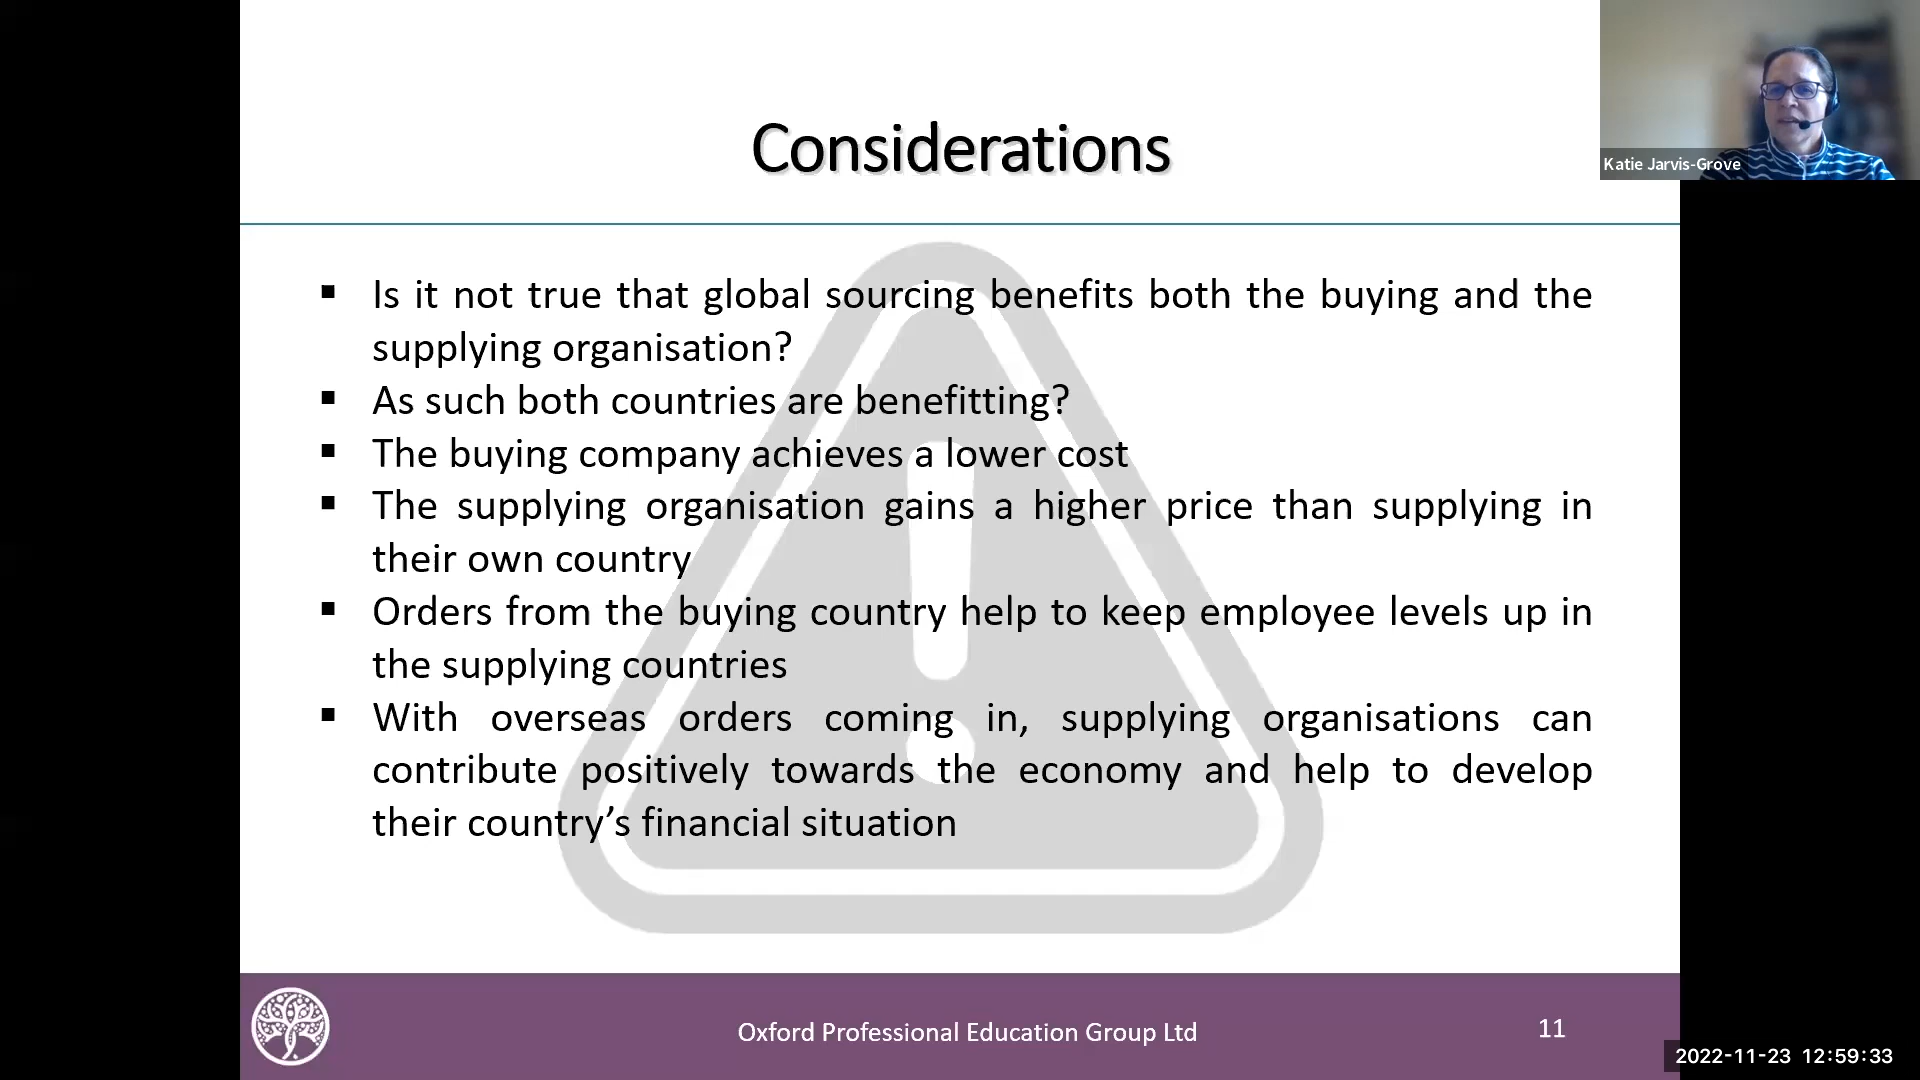 Considerations
Katie Jarvis-Grove
▪ Is it not true that global sourcing benefits both the buying and the
supplying organisation?
▪ As such both countries are benefitting?
▪ The buying company achieves a lower cost
▪ The supplying organisation gains a higher price than supplying in
their own country
▪ Orders from the buying country help to keep employee levels up in
the supplying countries
▪ With overseas orders coming in, supplying organisations can
contribute positively towards the economy and help to develop
their country’s financial situation
Oxford Professional Education Group Ltd
11
2022-11-23 12:59:33